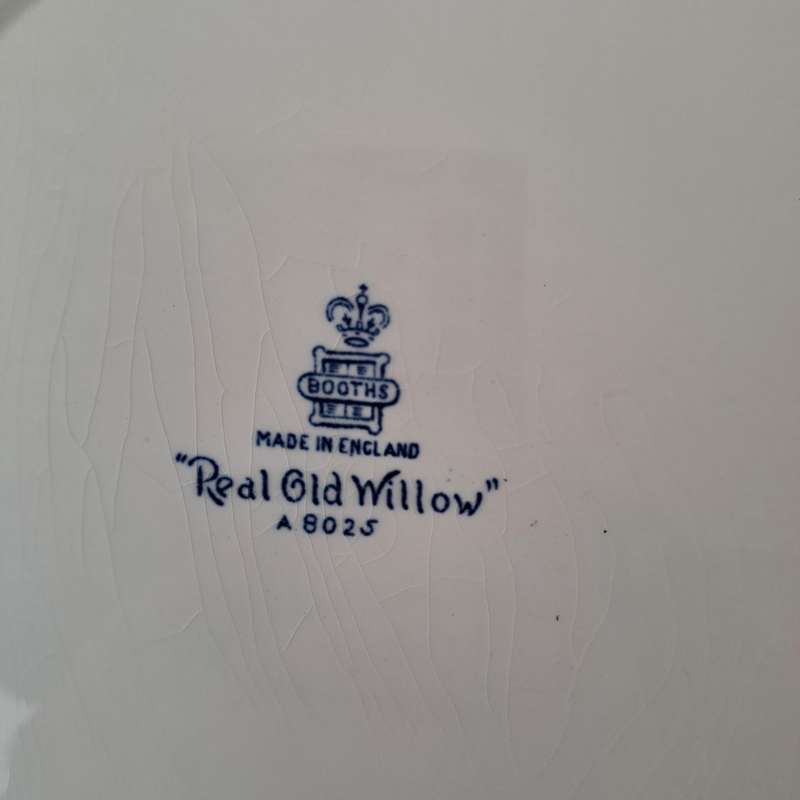 BOOTHS
MADE IN ENGLAND
"Real Old Willow"
A 8025